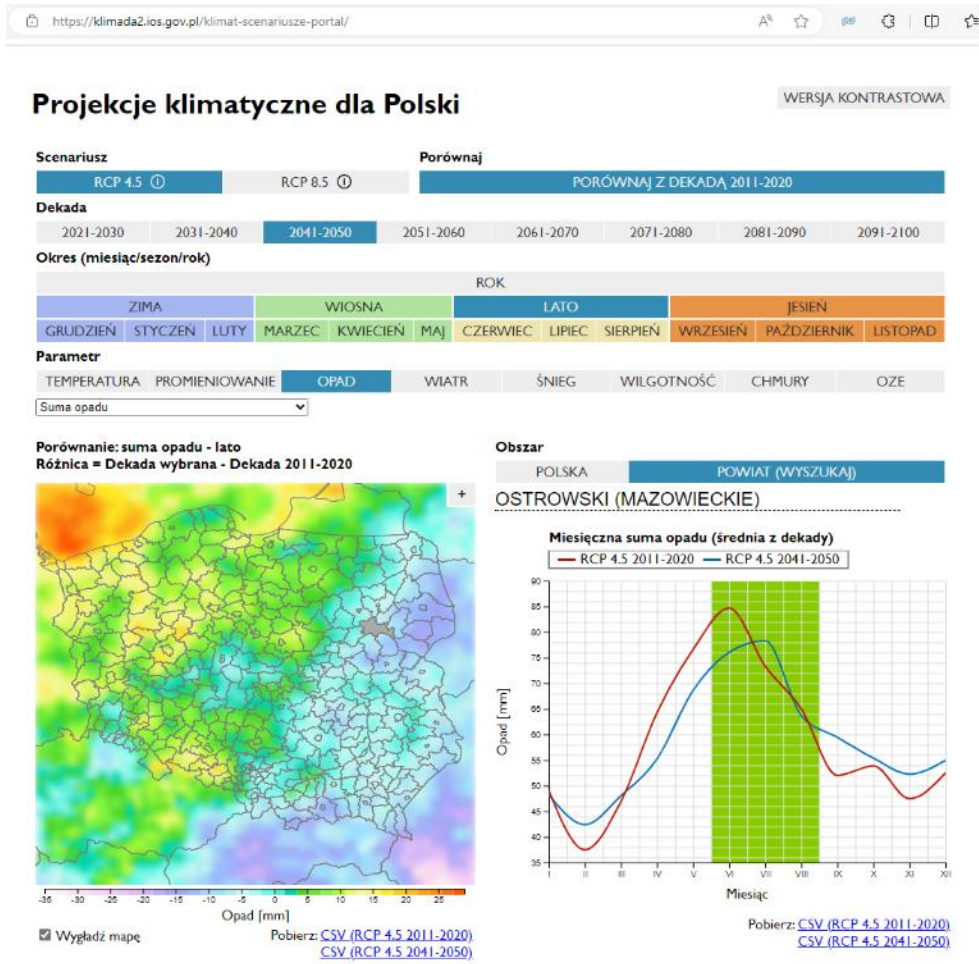 https://klimada2.ios.gov.pl/klimat-scenariusze-portal/
Projekcje klimatyczne dla Polski
WERSJA KONTRASTOWA
Scenariusz
Porównaj
RCP 4.5
RCP 8.5
PORÓWNAJ Z DEKADĄ 2011-2020
Dekada
2021-2030 2031-2040 2041-2050 2051-2060 2061-2070 2071-2080 2081-2090 2091-2100
Okres (miesiąc/sezon/rok)
ROK
ZIMA WIOSNA LATO JESIEŃ
GRUDZIEŃ STYCZEŃ LUTY MARZEC KWIECIEŃ MAJ CZERWIEC LIPIEC SIERPIEŃ WRZESIEŃ PAŹDZIERNIK LISTOPAD
Parametr
TEMPERATURA PROMIENIOWANIE OPAD WIATR ŚNIEG WILGOTNOŚĆ CHMURY OZE
Suma opadu
Porównanie: suma opadu - lato
Różnica = Dekada wybrana - Dekada 2011-2020
+
-35 -30 -25 -20 -15 -10 -5 0 5 10 15 20 25
Opad [mm]
Wygładź mapę
Pobierz: CSV (RCP 4.5 2011-2020)
CSV (RCP 4.5 2041-2050)
Obszar
POLSKA POWIAT (WYSZUKAJ)
OSTROWSKI (MAZOWIECKIE)
Miesięczna suma opadu (średnia z dekady)
RCP 4.5 2011-2020 RCP 4.5 2041-2050
90
85
80
75
70
65
60
55
50
45
40
35
Opad [mm]
I II III IV V VI VII VIII IX X XI XII
Miesiąc
Pobierz: CSV (RCP 4.5 2011-2020)
CSV (RCP 4.5 2041-2050)